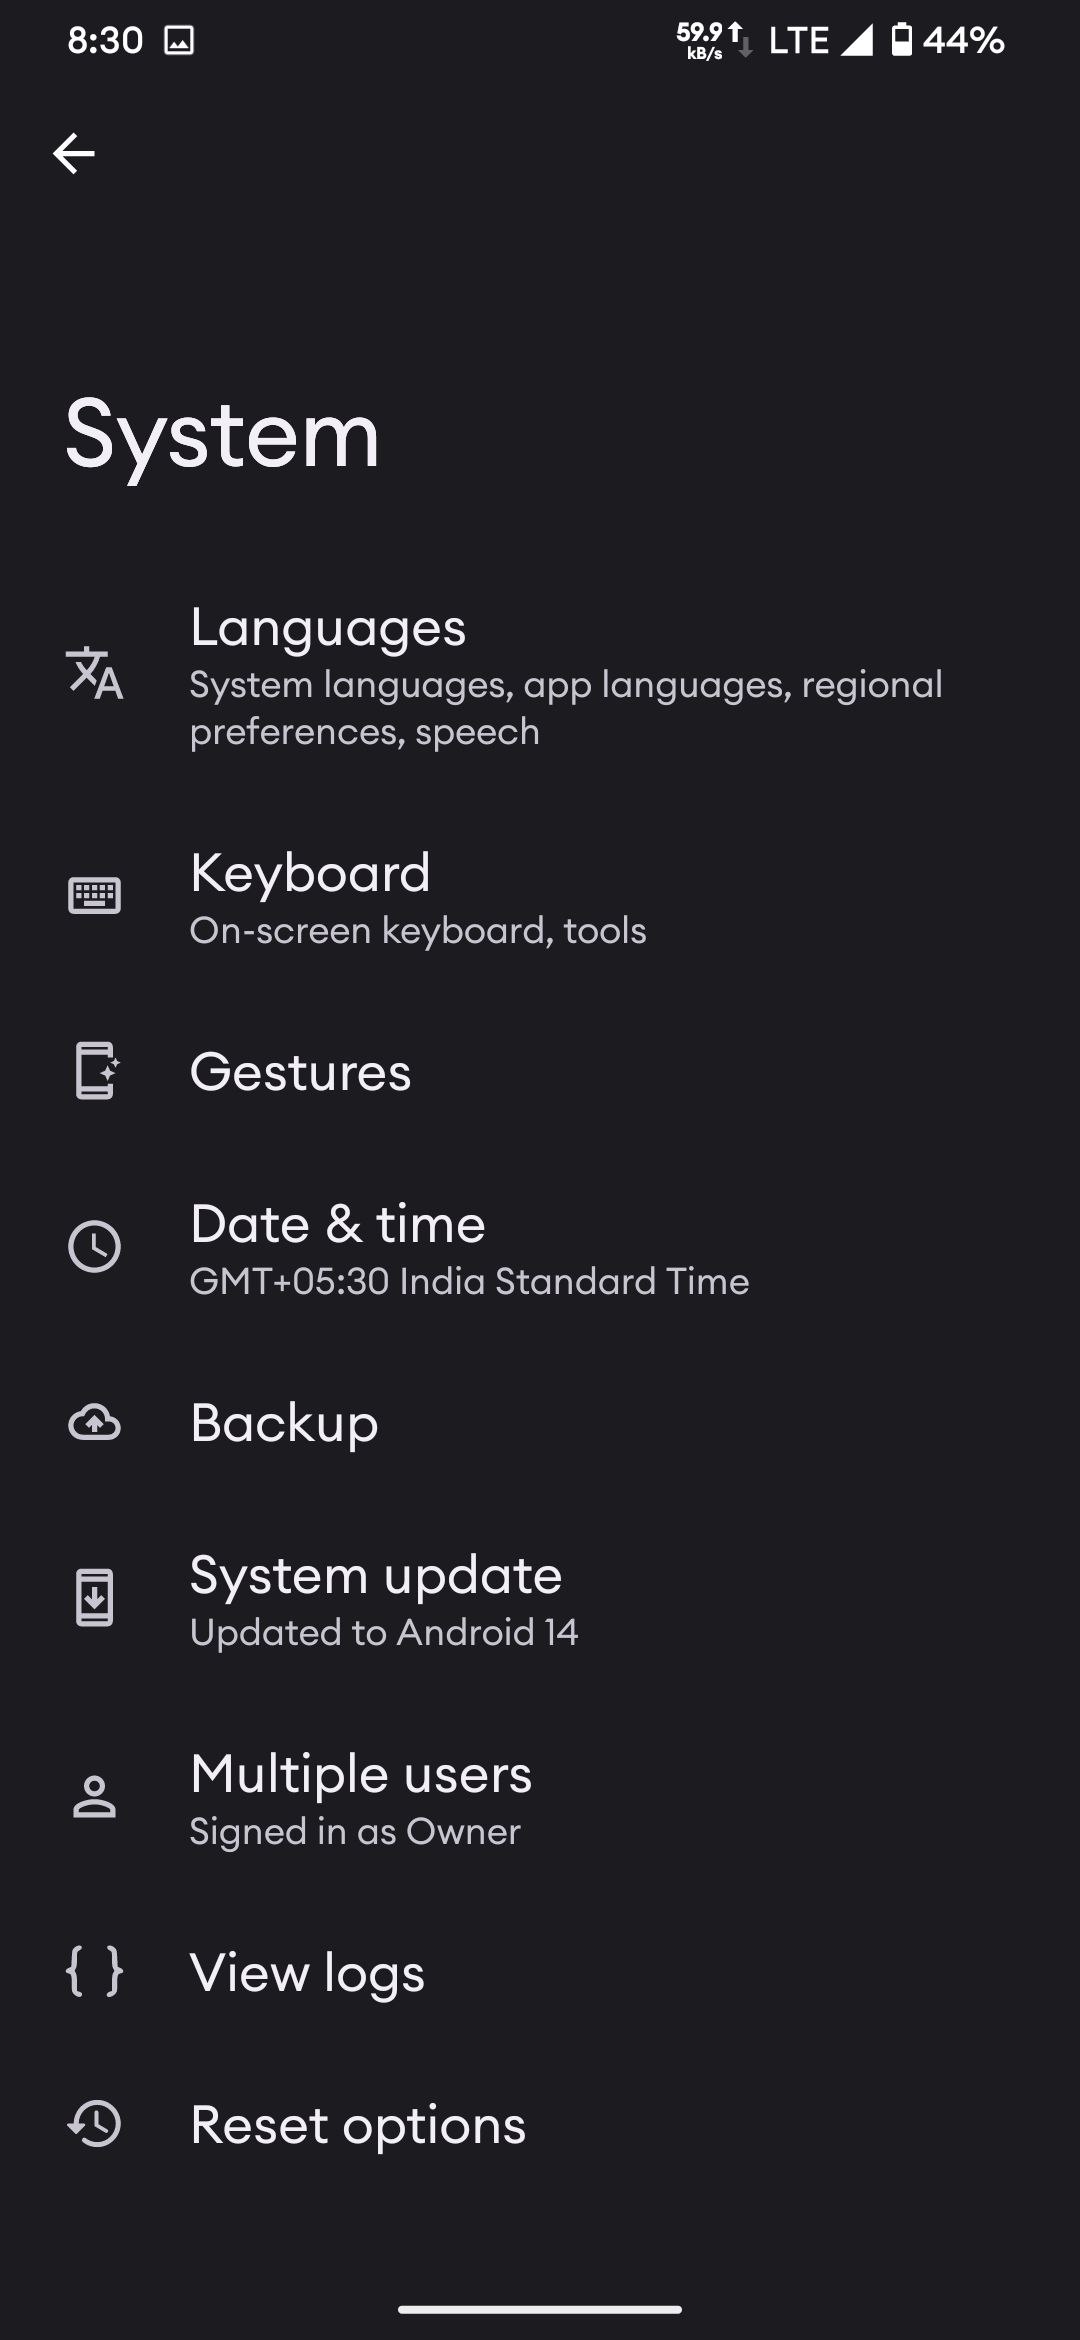 8:30 59.9 kB/s LTE 44%
System
Languages
System languages, app languages, regional
preferences, speech
Keyboard
On-screen keyboard, tools
Gestures
Date & time
GMT+05:30 India Standard Time
Backup
System update
Updated to Android 14
Multiple users
Signed in as Owner
View logs
Reset options